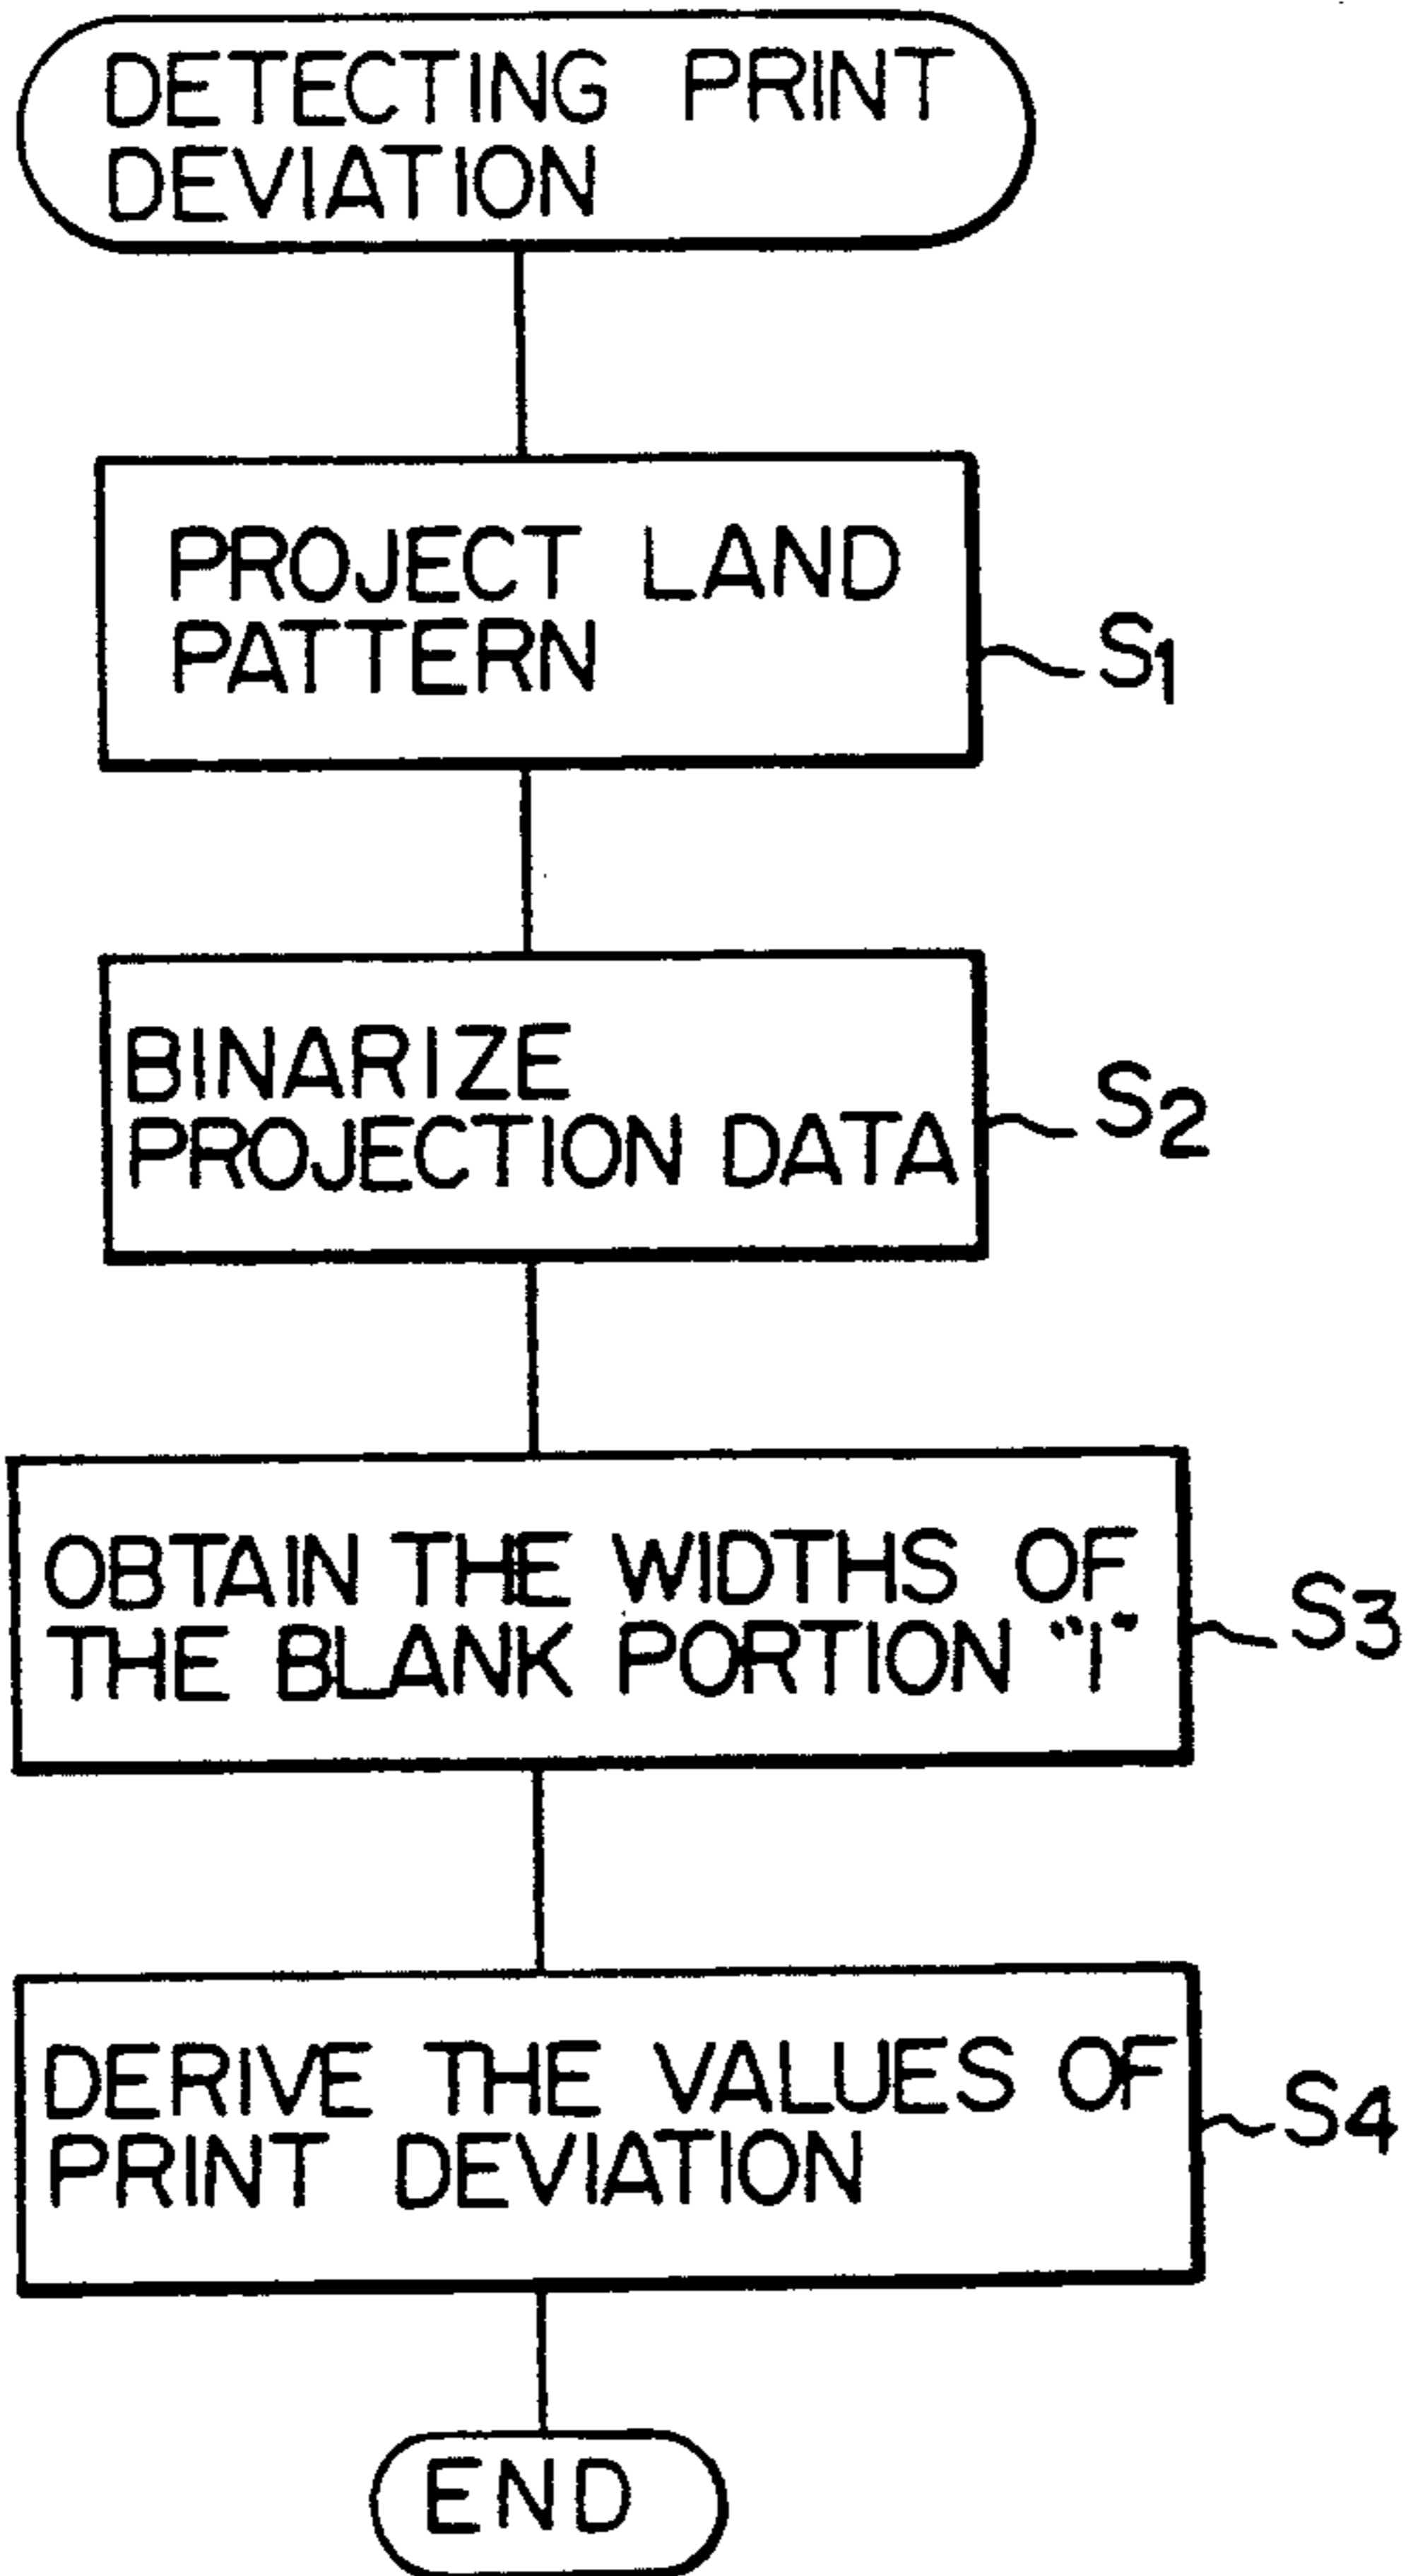 DETECTING PRINT
DEVIATION
PROJECT LAND
PATTERN
S1
BINARIZE
PROJECTION DATA
S2
OBTAIN THE WIDTHS OF
THE BLANK PORTION "1"
S3
DERIVE THE VALUES OF
PRINT DEVIATION
S4
END